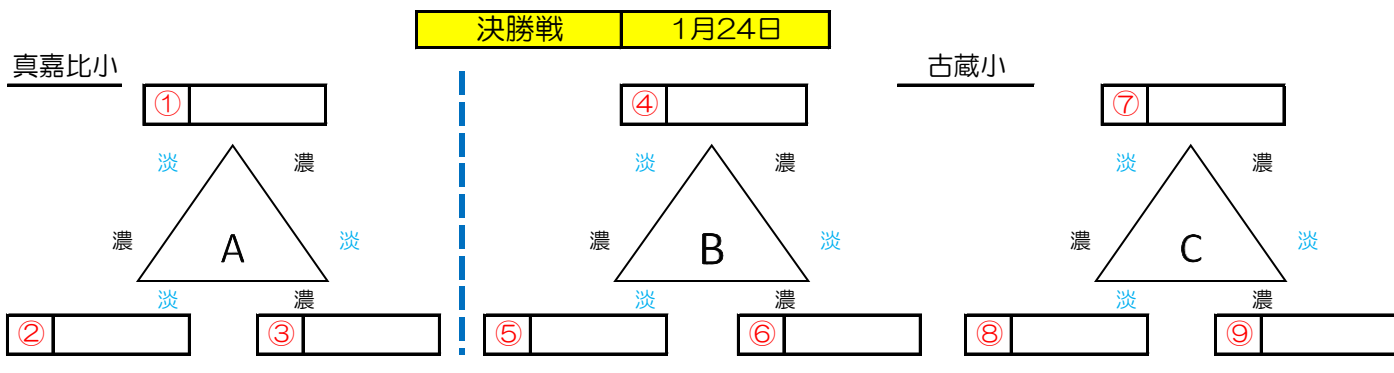 決勝戦 1月24日
真嘉比小 古蔵小
① ④ ⑦
淡 濃 淡 濃 淡 濃
濃 A 淡 濃 B 淡 濃 C 淡
淡 濃 淡 濃 淡 濃
② ③ ⑤ ⑥ ⑧ ⑨